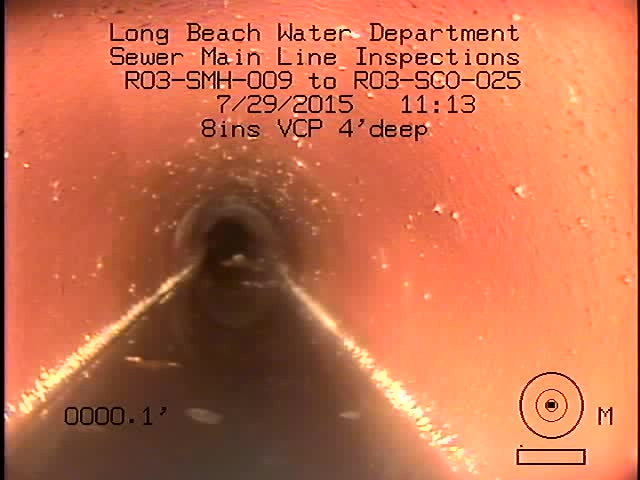 Long Beach Water Department
Sewer Main Line Inspections
R03-SMH-009 to R03-SCO-025
7/29/2015 11:13
8ins VCP 4'deep
0000.1'
M